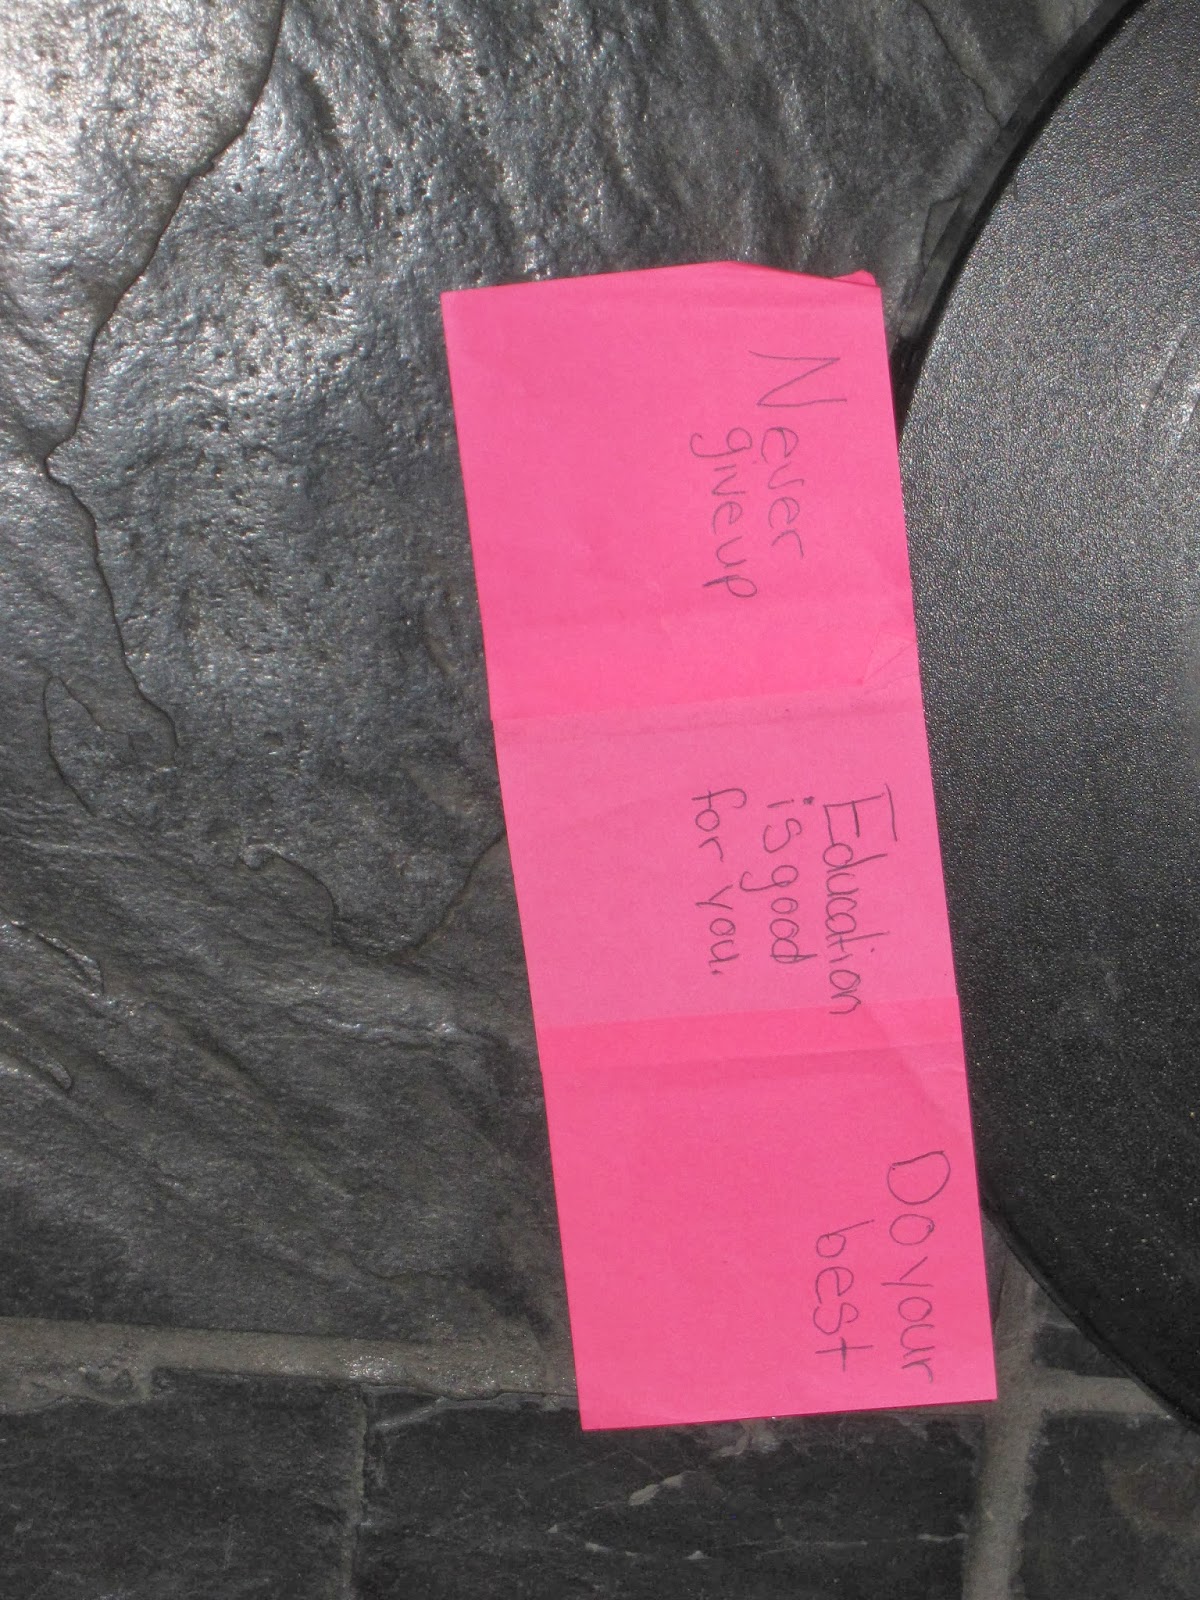 Never
give up
Education
is good
for you.
Do your
best